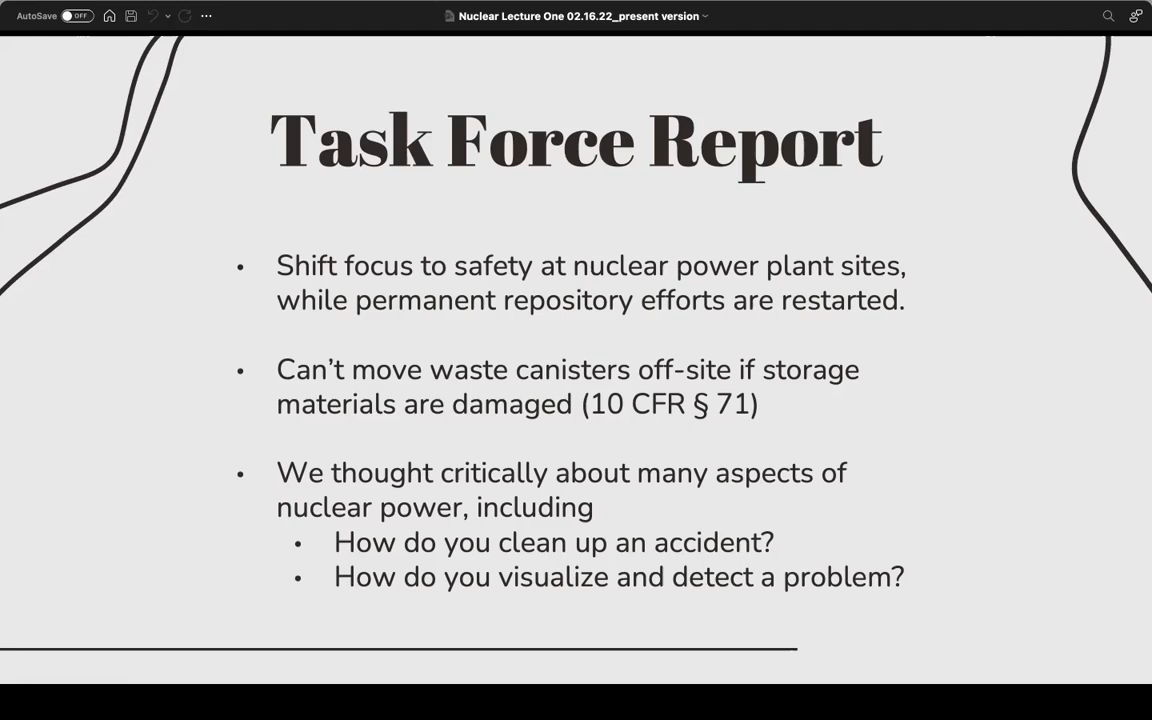 AutoSave OFF
Nuclear Lecture One 02.16.22_present version
Task Force Report
• Shift focus to safety at nuclear power plant sites,
while permanent repository efforts are restarted.
• Can’t move waste canisters off-site if storage
materials are damaged (10 CFR § 71)
• We thought critically about many aspects of
nuclear power, including
• How do you clean up an accident?
• How do you visualize and detect a problem?